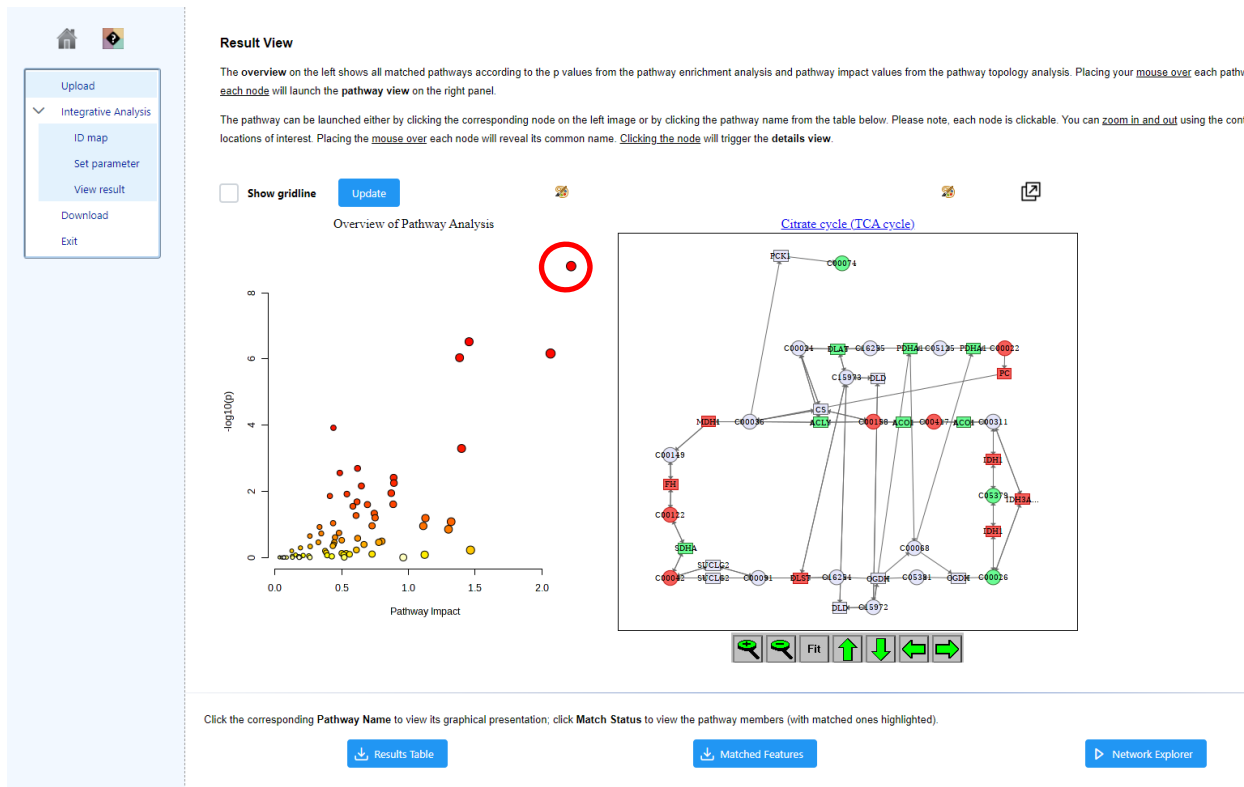 Result View
The overview on the left shows all matched pathways according to the p values from the pathway enrichment analysis and pathway impact values from the pathway topology analysis. Placing your mouse over each pathw
each node will launch the pathway view on the right panel.
The pathway can be launched either by clicking the corresponding node on the left image or by clicking the pathway name from the table below. Please note, each node is clickable. You can zoom in and out using the cont
locations of interest. Placing the mouse over each node will reveal its common name. Clicking the node will trigger the details view.
Upload
Integrative Analysis
ID map
Set parameter
View result
Download
Exit
Show gridline
Update
Overview of Pathway Analysis
8
6
4
2
0
-log10(p)
0.0 0.5 1.0 1.5 2.0
Pathway Impact
Citrate cycle (TCA cycle)
PCK1
C00074
C00024 DLAT C16255 PDHA1 C05125 PDHA1 C00022
C15973 DLD
PC
CS
MDH1 C00036 ACLY C00158 ACO1 C00417 ACO1 C00311
C00149
IDH1
FH
C05379 IDH3A...
C00122
IDH1
SDHA
C00068
SUCLG2
C00042 SUCLG2 C00091 DLST C16254 OGDH C05381 OGDH C00026
DLD C15972
Fit
Click the corresponding Pathway Name to view its graphical presentation; click Match Status to view the pathway members (with matched ones highlighted).
Results Table
Matched Features
Network Explorer